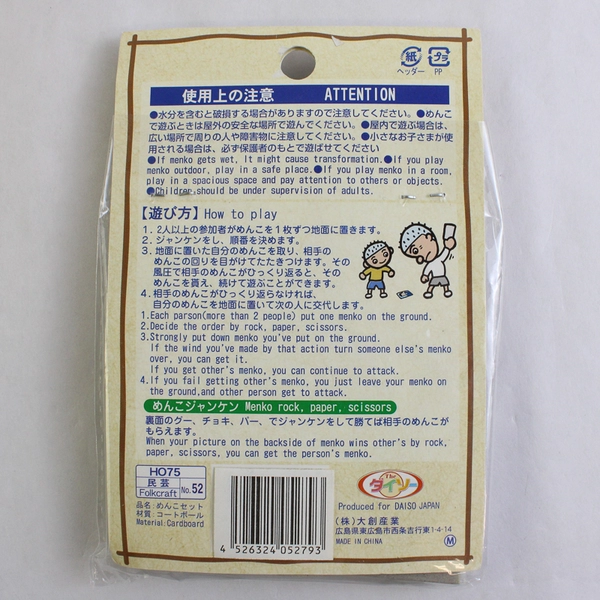 紙
ヘッダー
プラ
PP
使用上の注意 ATTENTION
●水分を含むと破損する場合がありますので注意してください。●めんこ
で遊ぶときは屋外の安全な場所で遊んでください。●屋内で遊ぶ場合は、
広い場所で周りの人や障害物に注意してください。●小さなお子さまが使
用される場合は、必ず保護者のもとで遊ばせてください
●If menko gets wet, It might cause transformation.●If you play
menko outdoor, play in a safe place.●If you play menko in a room,
play in a spacious space and pay attention to others or objects.
●Children should be under supervision of adults.
【遊び方】 How to play
1. 2人以上の参加者がめんこを1枚ずつ地面に置きます。
2. ジャンケンをし、順番を決めます。
3. 地面に置いた自分のめんこを取り、相手の
めんこの回りを目がけてたたきつけます。その
風圧で相手のめんこがひっくり返ると、その
めんこを貰え、続けて遊ぶことができます。
4. 相手のめんこがひっくり返らなければ、
自分のめんこを地面に置いて次の人に交代します。
1.Each parson(more than 2 people) put one menko on the ground.
2.Decide the order by rock, paper, scissors.
3.Strongly put down menko you've put on the ground.
If the wind you've made by that action turn someone else's menko
over, you can get it.
If you get other's menko, you can continue to attack.
4.If you fail getting other's menko, you just leave your menko on
the ground,and other person get to attack.
めんこジャンケン Menko rock, paper, scissors
裏面のグー、チョキ、パー、でジャンケンをして勝てば相手のめんこが
もらえます。
When your picture on the backside of menko wins other's by rock,
paper, scissors, you can get the person's menko.
HO75
民芸
Folkcraft
No.52
品名:めんこセット
材質:コートボール
Material:Cardboard
4 526324 052793
The
ダイソー
Produced for DAISO JAPAN
(株)大創産業
広島県東広島市西条吉行東1-4-14
MADE IN CHINA
M